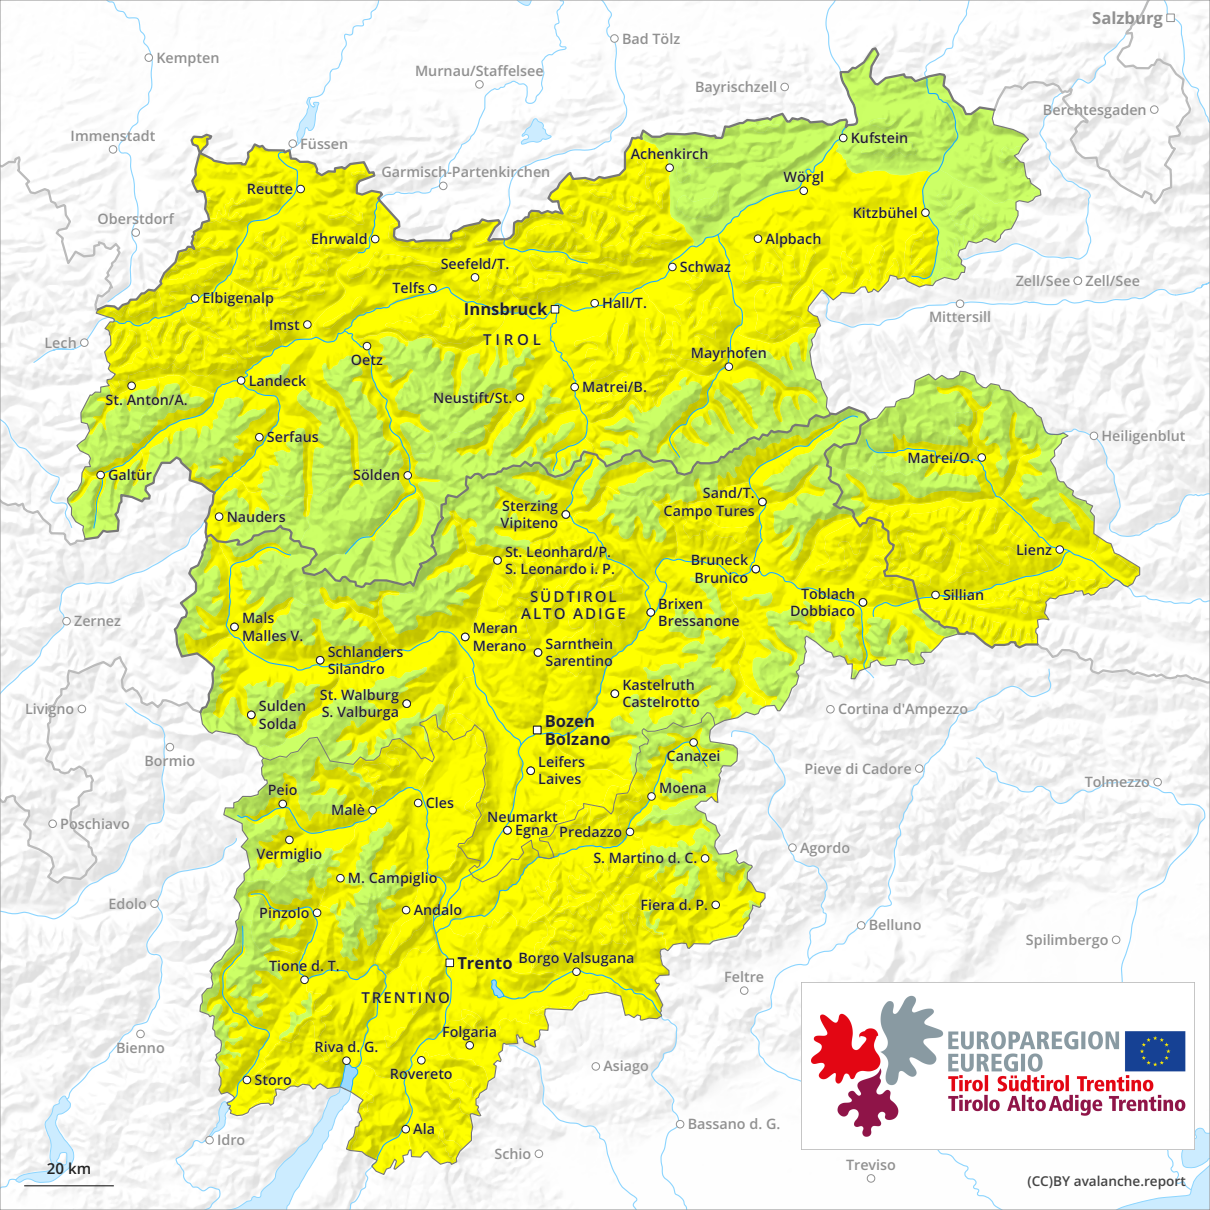 Salzburg
Bad Tölz
Kempten
Murnau/Staffelsee
Bayrischzell
Berchtesgaden
Immenstadt
Füssen
Kufstein
Achenkirch
Garmisch-Partenkirchen
Wörgl
Reutte
Oberstdorf
Kitzbühel
Ehrwald
Alpbach
Seefeld/T.
Schwaz
Zell/See
Zell/See
Telfs
Elbigenalp
Hall/T.
Innsbruck
Mittersill
Imst
TIROL
Lech
Oetz
Mayrhofen
Landeck
Matrei/B.
St. Anton/A.
Neustift/St.
Serfaus
Heiligenblut
Matrei/O.
Galtür
Sölden
Sand/T.
Campo Tures
Sterzing
Vipiteno
Nauders
St. Leonhard/P.
S. Leonardo i. P.
Lienz
Bruneck
Brunico
SÜDTIROL
ALTO ADIGE
Toblach
Dobbiaco
Sillian
Brixen
Bressanone
Zernez
Mals
Malles V.
Meran
Merano
Sarnthein
Sarentino
Schlanders
Silandro
Kastelruth
Castelrotto
St. Walburg
S. Valburga
Livigno
Sulden
Solda
Cortina d'Ampezzo
Bozen
Bolzano
Bormio
Canazei
Leifers
Laives
Pieve di Cadore
Tolmezzo
Peio
Moena
Malè
Cles
Neumarkt
Egna
Predazzo
Poschiavo
Vermiglio
Agordo
S. Martino d. C.
M. Campiglio
Edolo
Pinzolo
Andalo
Fiera d. P.
Belluno
Spilimbergo
Tione d. T.
Trento
Borgo Valsugana
Feltre
TRENTINO
Folgaria
Bienno
Riva d. G.
EUROPAREGION
EUREGIO
Tirol Südtirol Trentino
Tirolo Alto Adige Trentino
Asiago
Rovereto
Storo
Ala
Bassano d. G.
Idro
Schio
Treviso
20 km
(CC)BY avalanche.report